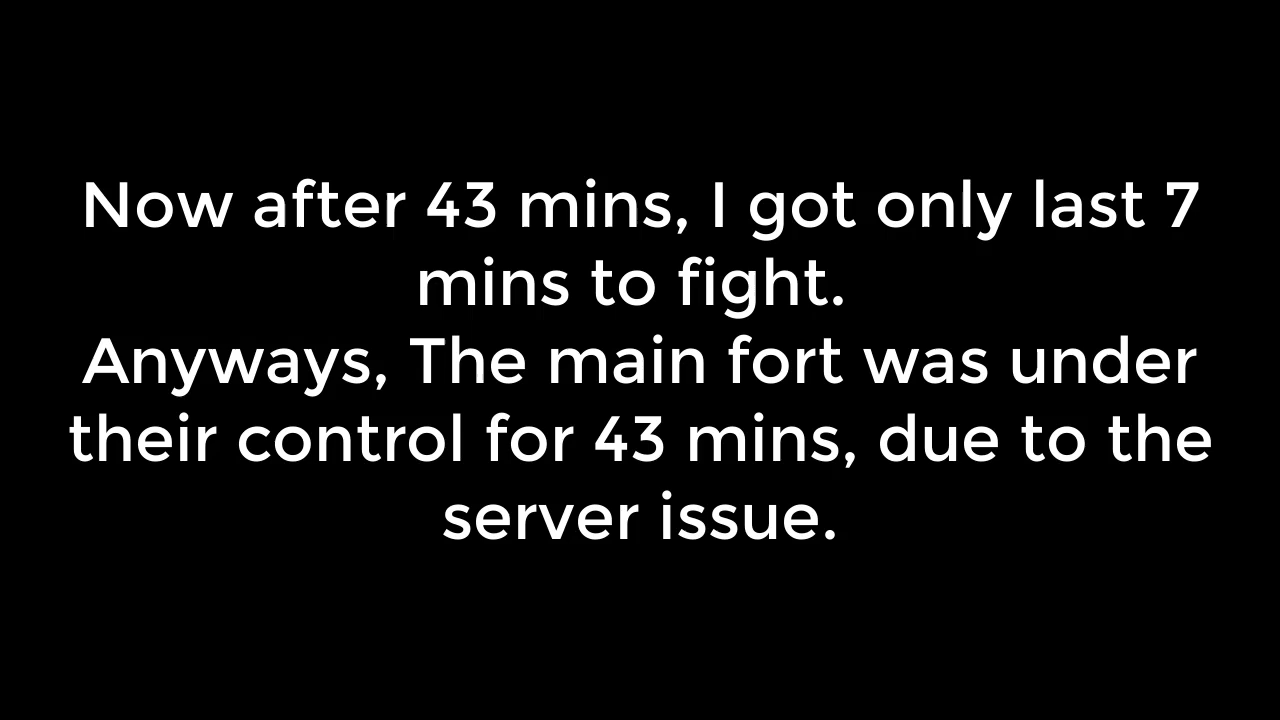 Now after 43 mins, I got only last 7
mins to fight.
Anyways, The main fort was under
their control for 43 mins, due to the
server issue.